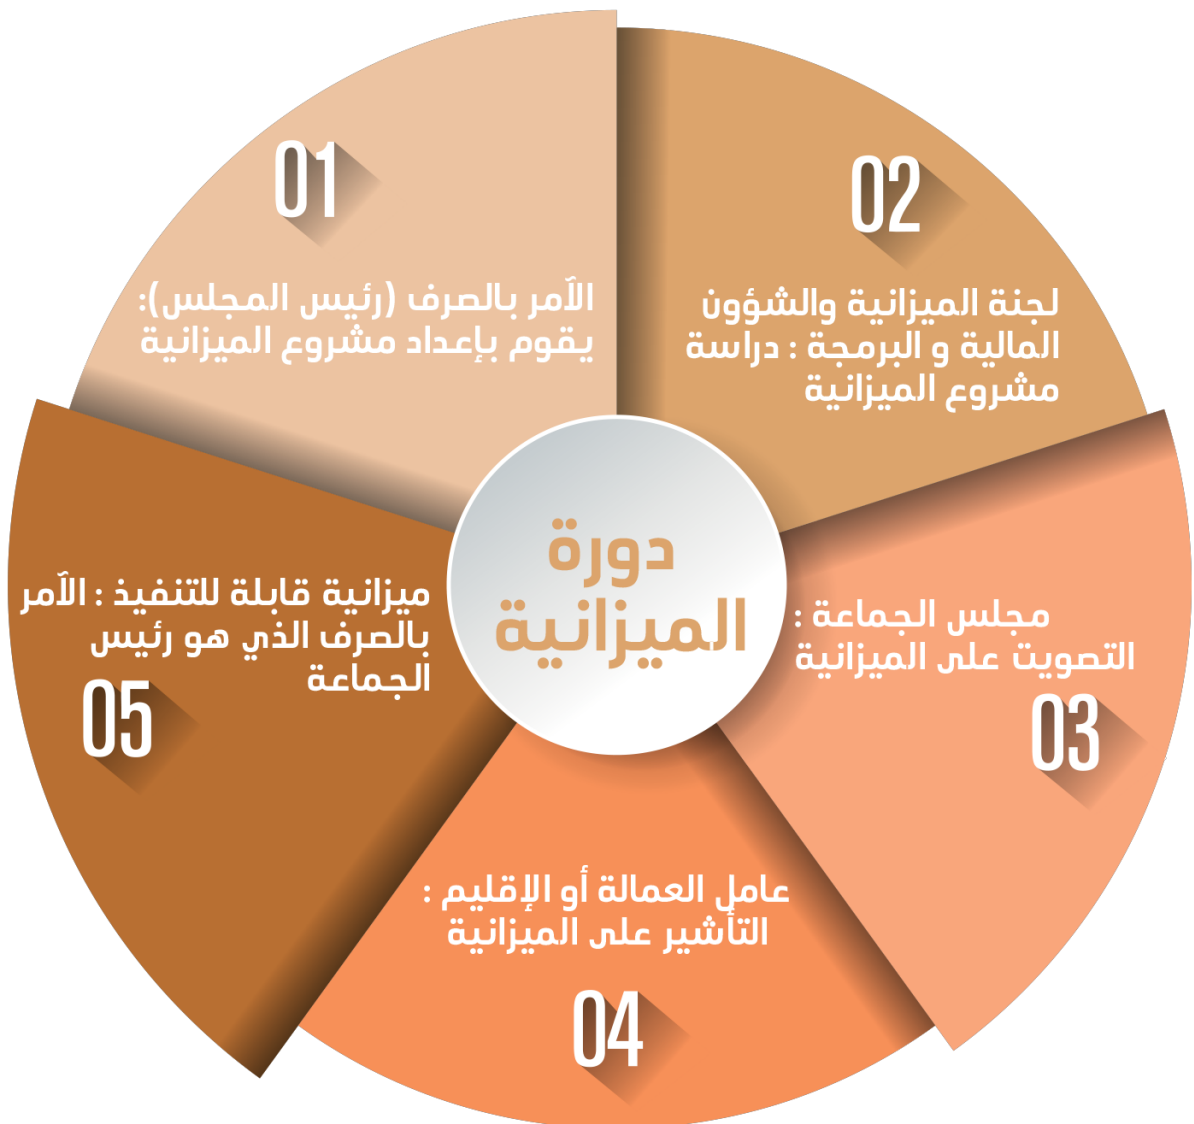 دورة
الميزانية
01
الآمر بالصرف (رئيس المجلس):
يقوم بإعداد مشروع الميزانية
02
لجنة الميزانية والشؤون
المالية و البرمجة : دراسة
مشروع الميزانية
مجلس الجماعة :
التصويت على الميزانية
03
عامل العمالة أو الإقليم :
التأشير على الميزانية
04
ميزانية قابلة للتنفيذ : الآمر
بالصرف الذي هو رئيس
الجماعة
05